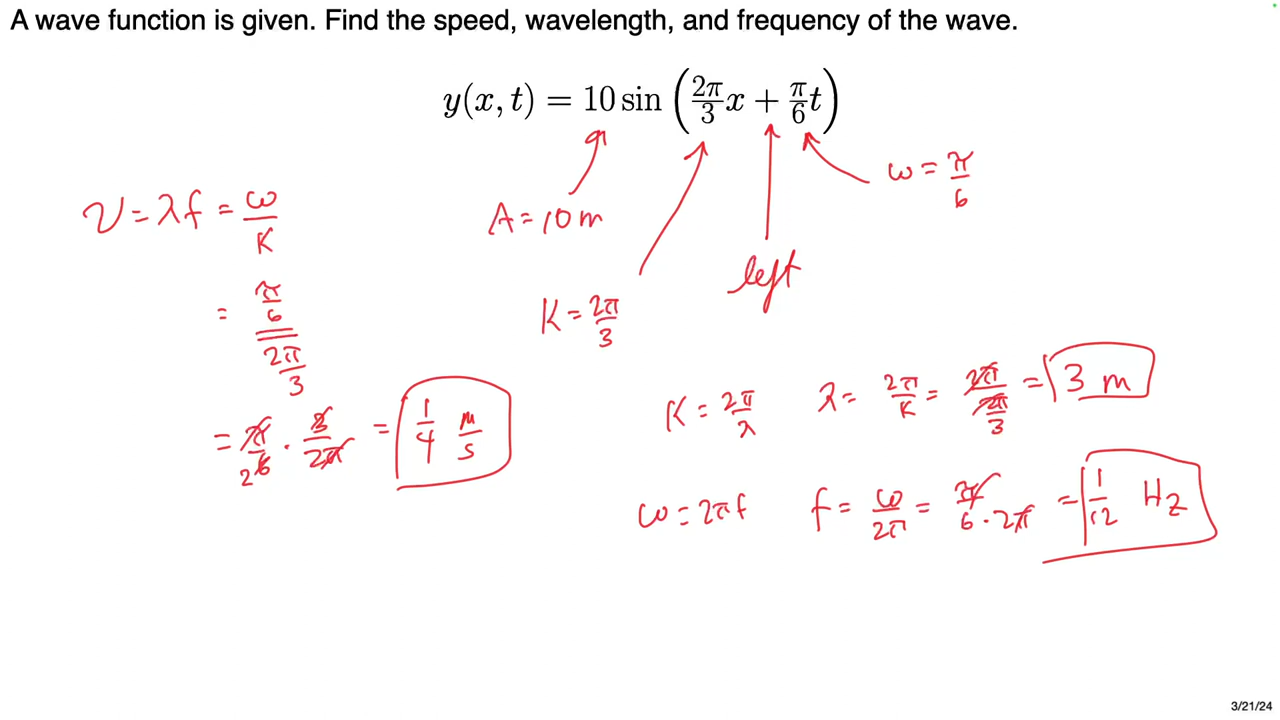 A wave function is given. Find the speed, wavelength, and frequency of the wave.
y(x, t) = 10 sin (2π/3 x + π/6 t)
ω = π/6
v = λf = ω/K
A = 10 m
left
= π/6 / 2π/3
K = 2π/3
K = 2π/λ λ = 2π/K = 2π / 2π/3 = 3 m
= π/6 2 · 3/2π = 1/4 m/s
ω = 2πf f = ω/2π = π/6·2π = 1/12 Hz
3/21/24